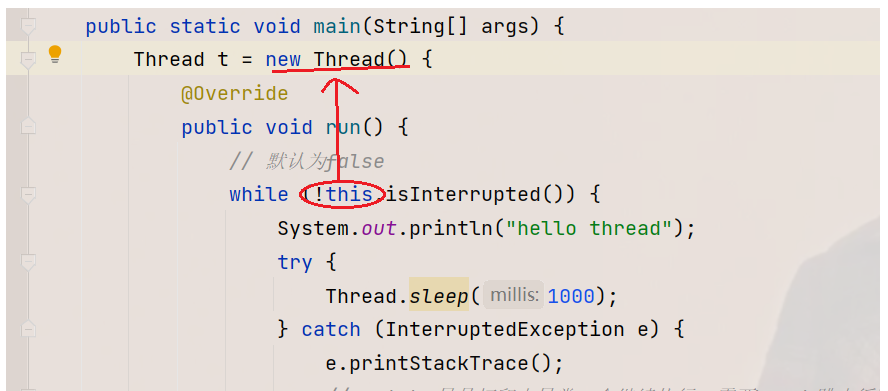 public static void main(String[] args) {
Thread t = new Thread() {
@Override
public void run() {
// 默认为false
while (!this.isInterrupted()) {
System.out.println("hello thread");
try {
Thread.sleep( millis: 1000);
} catch (InterruptedException e) {
e.printStackTrace();
//